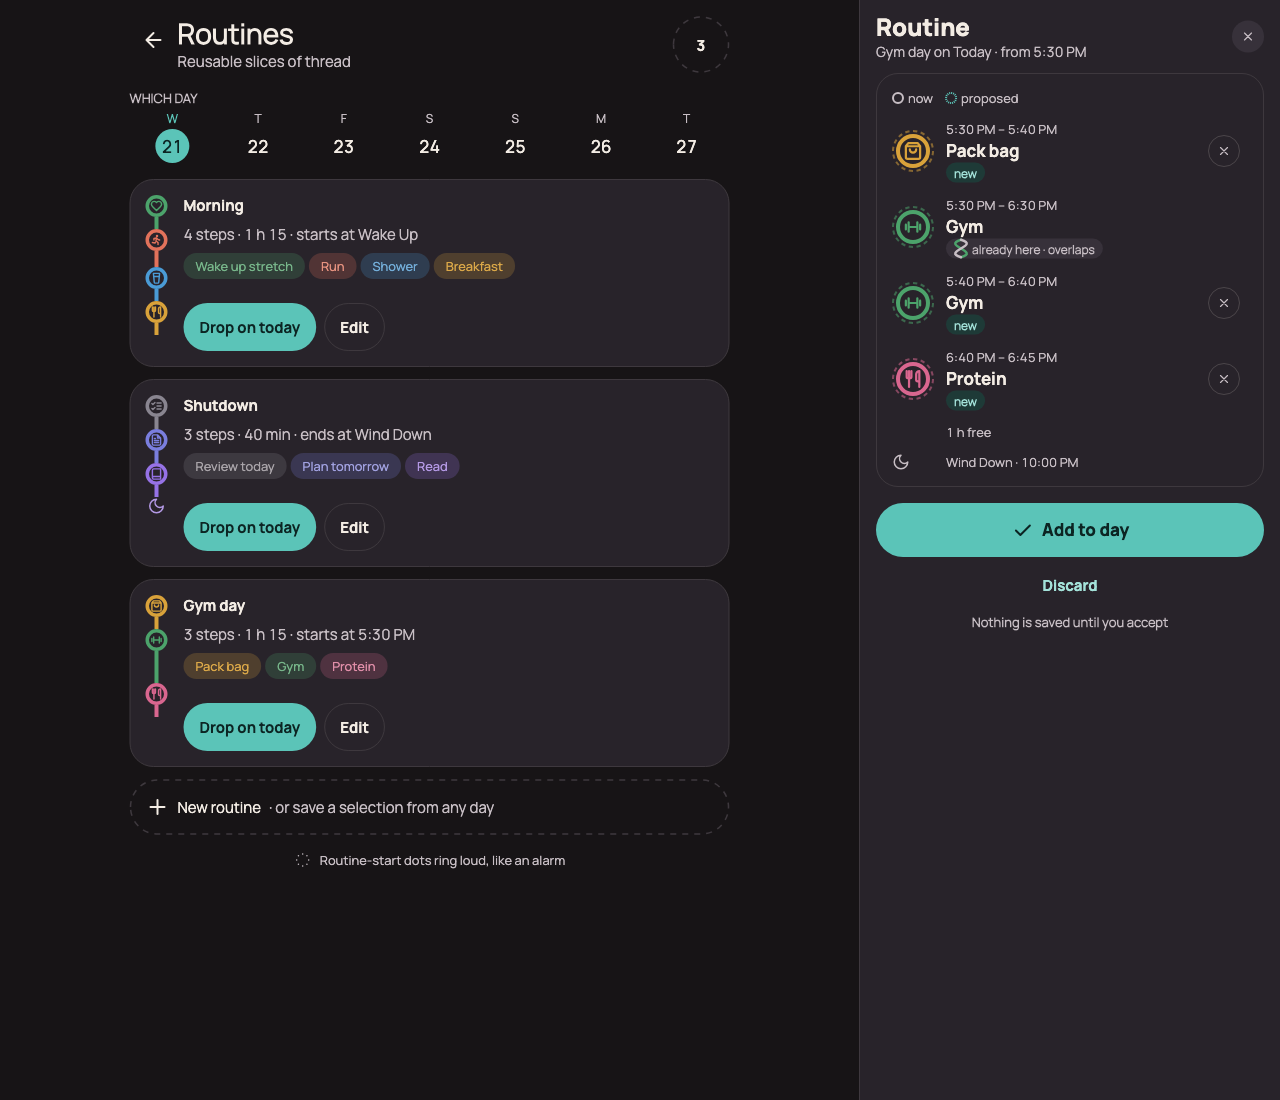 Routines
Reusable slices of thread
3
WHICH DAY
W T F S S M T
21 22 23 24 25 26 27
Morning
4 steps · 1 h 15 · starts at Wake Up
Wake up stretch Run Shower Breakfast
Drop on today Edit
Shutdown
3 steps · 40 min · ends at Wind Down
Review today Plan tomorrow Read
Drop on today Edit
Gym day
3 steps · 1 h 15 · starts at 5:30 PM
Pack bag Gym Protein
Drop on today Edit
New routine · or save a selection from any day
Routine-start dots ring loud, like an alarm
Routine
Gym day on Today · from 5:30 PM
now proposed
5:30 PM – 5:40 PM
Pack bag
new
5:30 PM – 6:30 PM
Gym
already here · overlaps
5:40 PM – 6:40 PM
Gym
new
6:40 PM – 6:45 PM
Protein
new
1 h free
Wind Down · 10:00 PM
Add to day
Discard
Nothing is saved until you accept